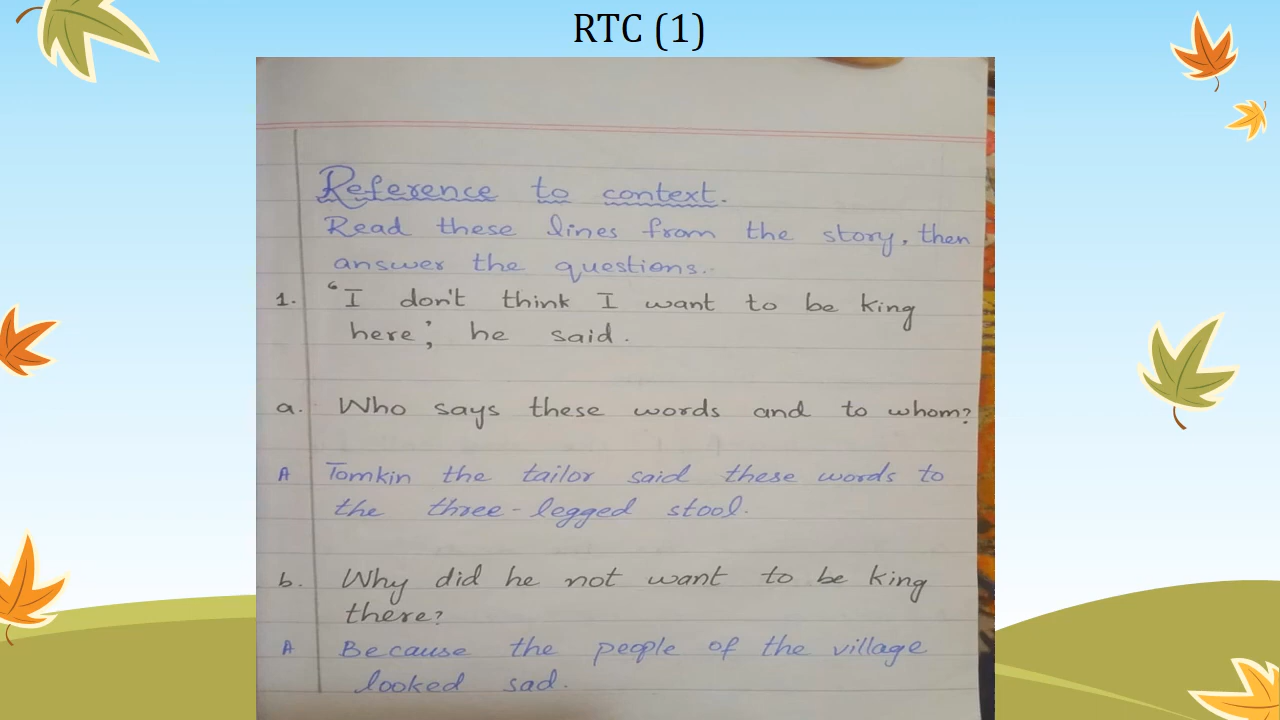 RTC (1)
Reference to context.
Read these lines from the story, then
answer the questions.
1. 'I don't think I want to be king
here,' he said.
a. Who says these words and to whom?
A Tomkin the tailor said these words to
the three-legged stool.
b. Why did he not want to be king
there?
A Because the people of the village
looked sad.